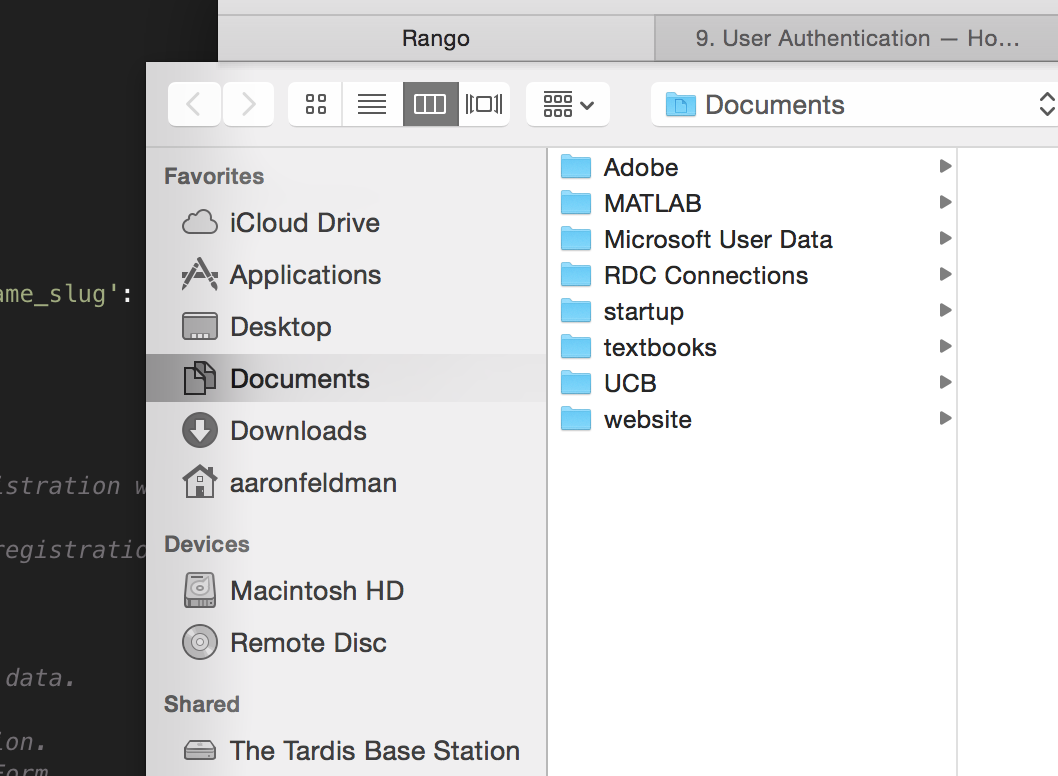 Rango
9. User Authentication — Ho...
Documents
Favorites
iCloud Drive
Applications
Desktop
Documents
Downloads
aaronfeldman
Devices
Macintosh HD
Remote Disc
Shared
The Tardis Base Station
Adobe
MATLAB
Microsoft User Data
RDC Connections
startup
textbooks
UCB
website
ame_slug':
istration w
registratio
data.
ion.
Form